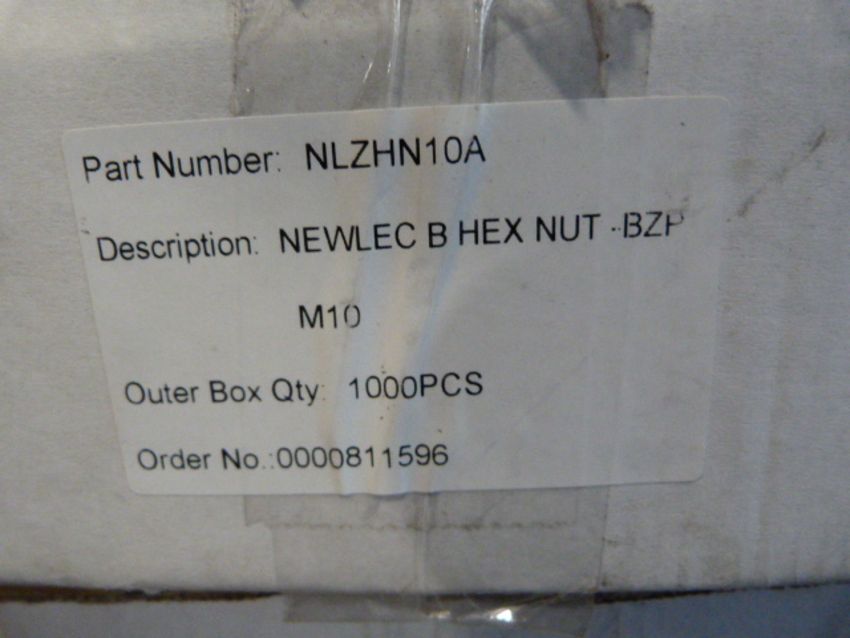 Part Number: NLZHN10A
Description: NEWLEC B HEX NUT -BZP
M10
Outer Box Qty: 1000PCS
Order No.:0000811596